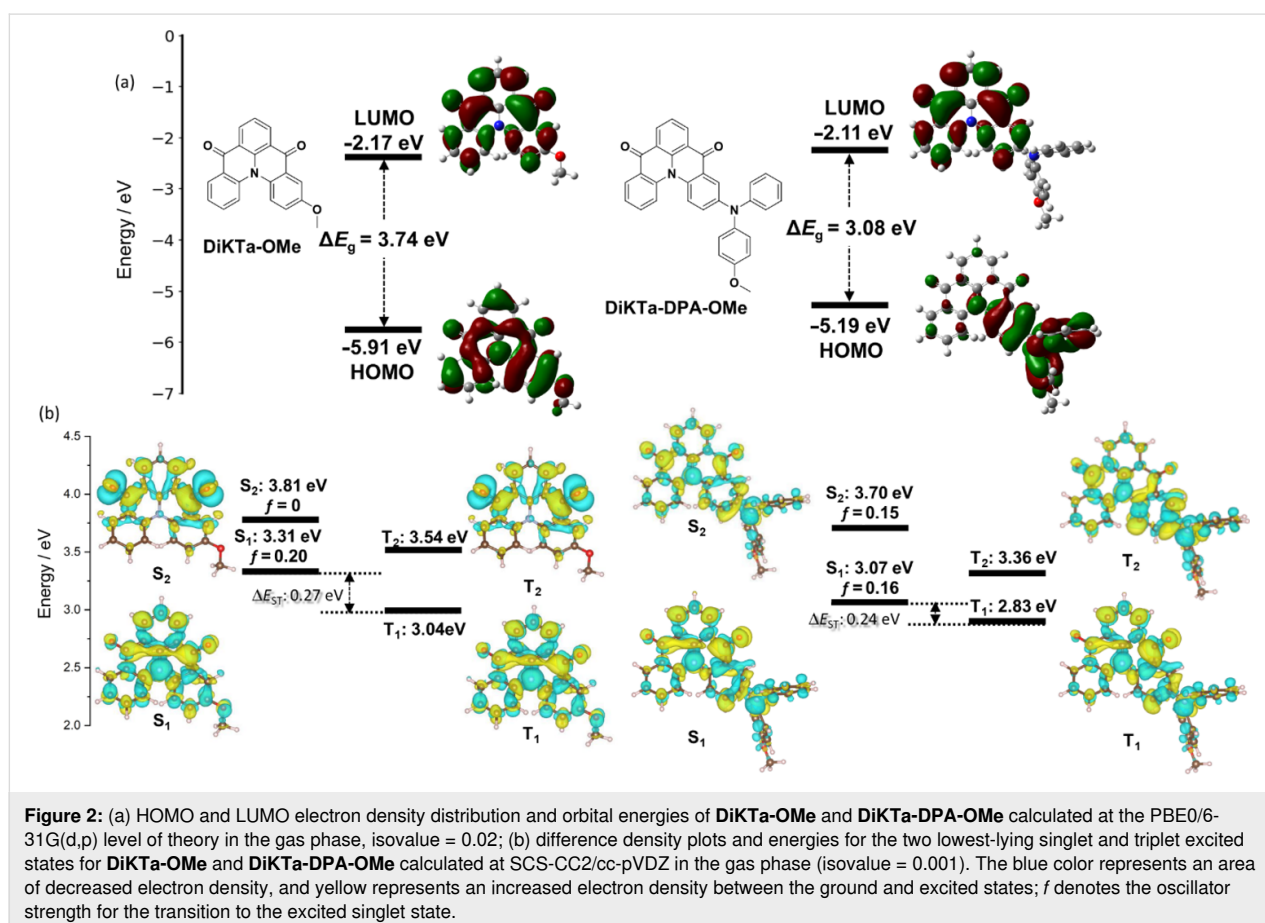 (a)
Energy / eV
0
−1
−2
−3
−4
−5
−6
−7
O
O
N
O
DiKTa-OMe
LUMO
−2.17 eV
ΔEg = 3.74 eV
−5.91 eV
HOMO
O
O
N
N
O
DiKTa-DPA-OMe
LUMO
−2.11 eV
ΔEg = 3.08 eV
−5.19 eV
HOMO
(b)
Energy / eV
4.5
4.0
3.5
3.0
2.5
2.0
S2
S2: 3.81 eV
f = 0
S1: 3.31 eV
f = 0.20
ΔEST: 0.27 eV
T2: 3.54 eV
T1: 3.04eV
T2
S1
T1
S2
S2: 3.70 eV
f = 0.15
S1: 3.07 eV
f = 0.16
ΔEST: 0.24 eV
T2: 3.36 eV
T1: 2.83 eV
T2
S1
T1
Figure 2: (a) HOMO and LUMO electron density distribution and orbital energies of DiKTa-OMe and DiKTa-DPA-OMe calculated at the PBE0/6-
31G(d,p) level of theory in the gas phase, isovalue = 0.02; (b) difference density plots and energies for the two lowest-lying singlet and triplet excited
states for DiKTa-OMe and DiKTa-DPA-OMe calculated at SCS-CC2/cc-pVDZ in the gas phase (isovalue = 0.001). The blue color represents an area
of decreased electron density, and yellow represents an increased electron density between the ground and excited states; f denotes the oscillator
strength for the transition to the excited singlet state.